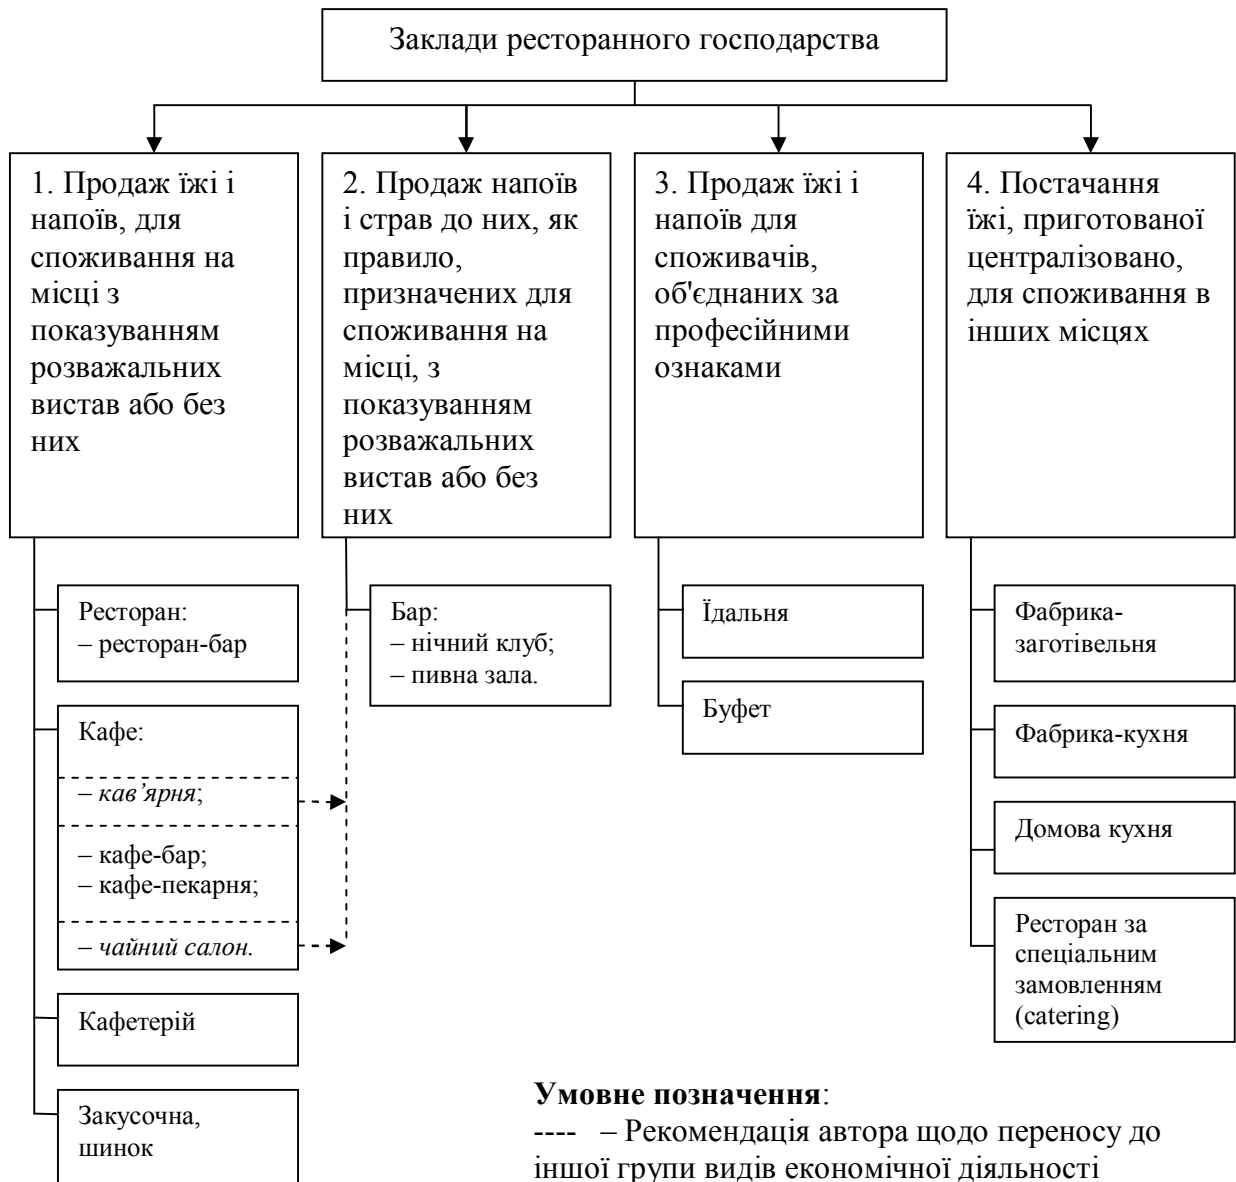 Заклади ресторанного господарства
1. Продаж їжі і
напоїв, для
споживання на
місці з
показуванням
розважальних
вистав або без
них
2. Продаж напоїв
і страв до них, як
правило,
призначених для
споживання на
місці, з
показуванням
розважальних
вистав або без
них
3. Продаж їжі і
напоїв для
споживачів,
об'єднаних за
професійними
ознаками
4. Постачання
їжі, приготованої
централізовано,
для споживання в
інших місцях
Ресторан:
– ресторан-бар
Кафе:
– кав’ярня;
– кафе-бар;
– кафе-пекарня;
– чайний салон.
Кафетерій
Закусочна,
шинок
Бар:
– нічний клуб;
– пивна зала.
Їдальня
Буфет
Фабрика-
заготівельня
Фабрика-кухня
Домова кухня
Ресторан за
спеціальним
замовленням
(catering)
Умовне позначення:
---- – Рекомендація автора щодо переносу до
іншої групи видів економічної діяльності